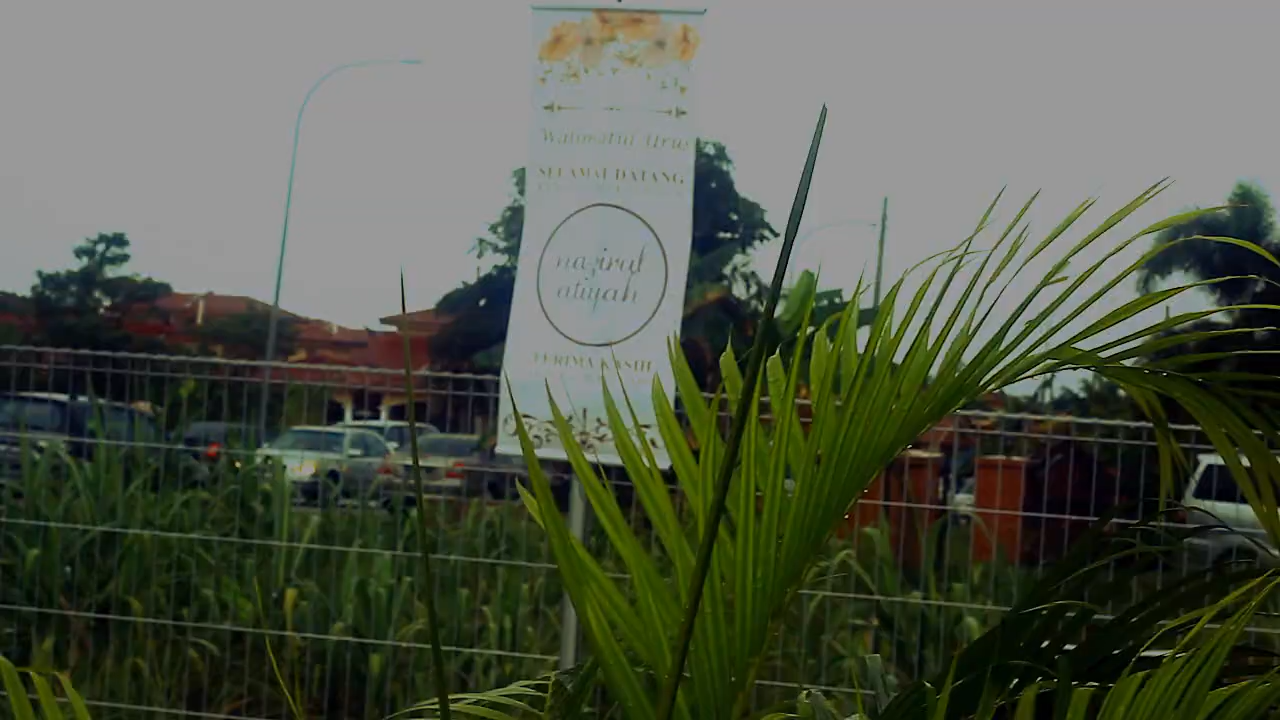 Walimatul Urus
SELAMAT DATANG
nazirul
atiyah
TERIMA KASIH